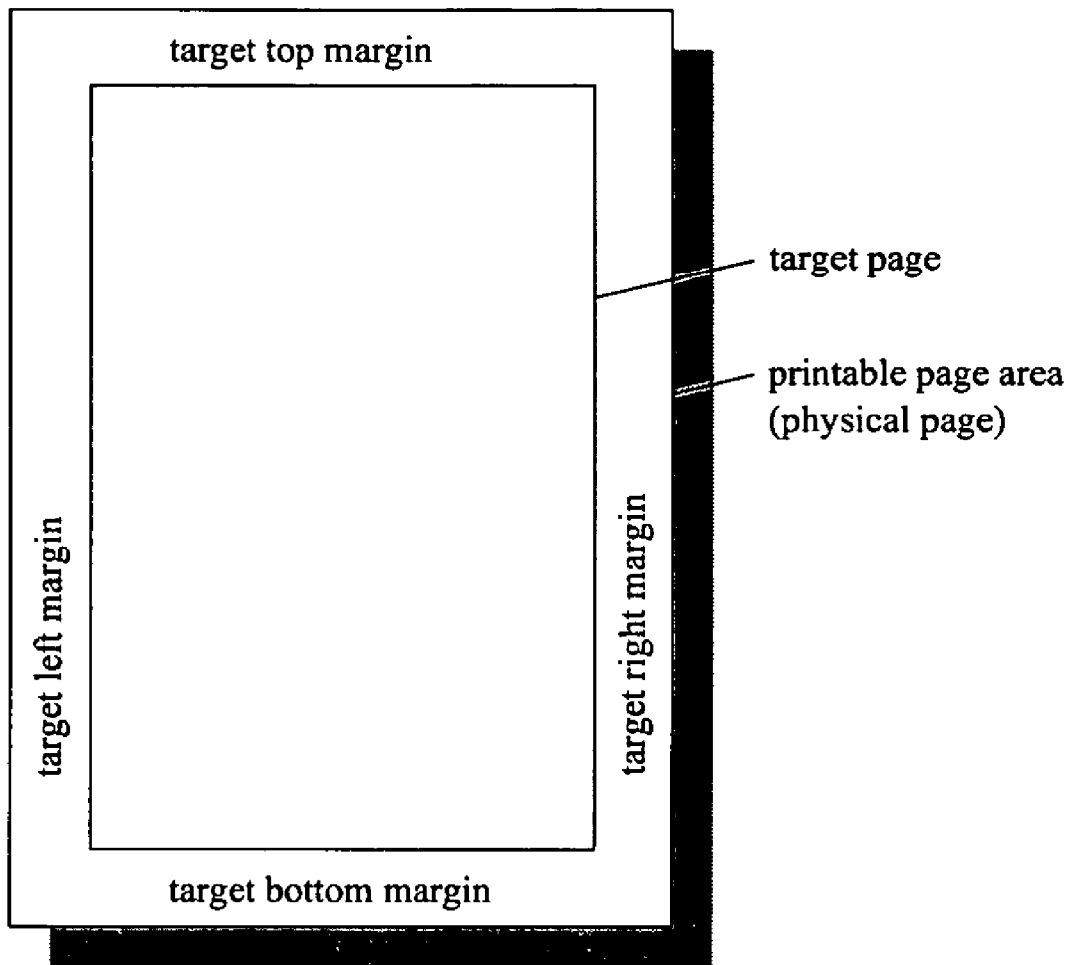 target top margin
target page
printable page area
(physical page)
target left margin
target right margin
target bottom margin